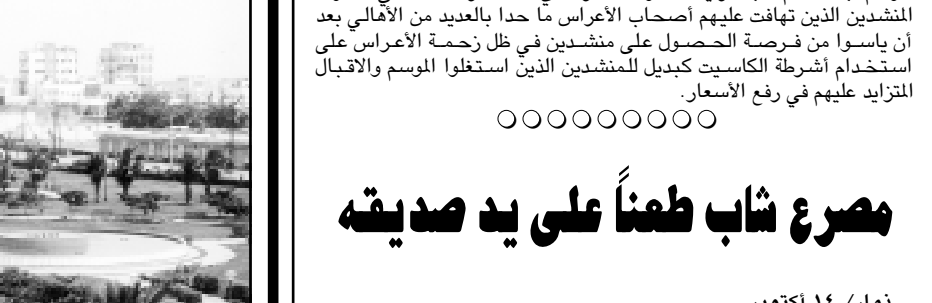 المنشدين الذين تهافت عليهم أصحاب الأعراس ما حدا بالعديد من الأهالي بعد
أن ياسوا من فرصة الحصول على منشدين في ظل زحمة الأعراس على
استخدام أشرطة الكاسيت كبديل للمنشدين الذين استغلوا الموسم والاقبال
المتزايد عليهم في رفع الأسعار.
مصرع شاب طعناً على يد صديقه